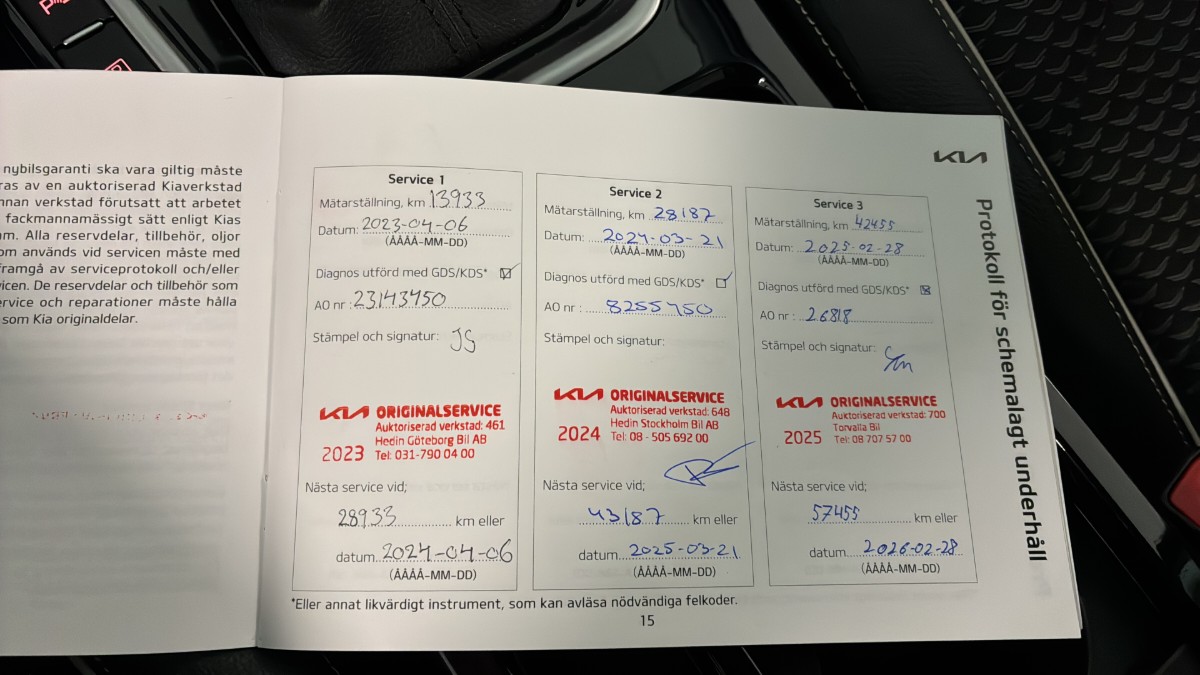 nybilsgaranti ska vara giltig måste
ras av en auktoriserad Kiaverkstad
nnan verkstad förutsatt att arbetet
fackmannamässigt sätt enligt Kias
m. Alla reservdelar, tillbehör, oljor
om används vid servicen måste med
framgå av serviceprotokoll och/eller
vicen. De reservdelar och tillbehör som
ervice och reparationer måste hålla
som Kia originaldelar.
KIA
Protokoll för schemalagt underhåll
Service 1
Mätarställning, km 13933
Datum: 2023-04-06
(ÅÅÅÅ-MM-DD)
Diagnos utförd med GDS/KDS*
AO nr : 23143450
Stämpel och signatur: JS
KIA ORIGINALSERVICE
Auktoriserad verkstad: 461
Hedin Göteborg Bil AB
2023 Tel: 031-790 04 00
Nästa service vid;
28933 km eller
datum 2024-04-06
(ÅÅÅÅ-MM-DD)
Service 2
Mätarställning, km 28187
Datum: 2024-03-21
(ÅÅÅÅ-MM-DD)
Diagnos utförd med GDS/KDS*
AO nr : 8255750
Stämpel och signatur:
KIA ORIGINALSERVICE
Auktoriserad verkstad: 648
Hedin Stockholm Bil AB
2024 Tel: 08 - 505 692 00
Nästa service vid;
43187 km eller
datum 2025-03-21
(ÅÅÅÅ-MM-DD)
Service 3
Mätarställning, km 42455
Datum: 2025-02-28
(ÅÅÅÅ-MM-DD)
Diagnos utförd med GDS/KDS*
AO nr : 26818
Stämpel och signatur:
KIA ORIGINALSERVICE
Auktoriserad verkstad: 700
Torvalla Bil
2025 Tel: 08 707 57 00
Nästa service vid;
57455 km eller
datum 2026-02-28
(ÅÅÅÅ-MM-DD)
*Eller annat likvärdigt instrument, som kan avläsa nödvändiga felkoder.
15